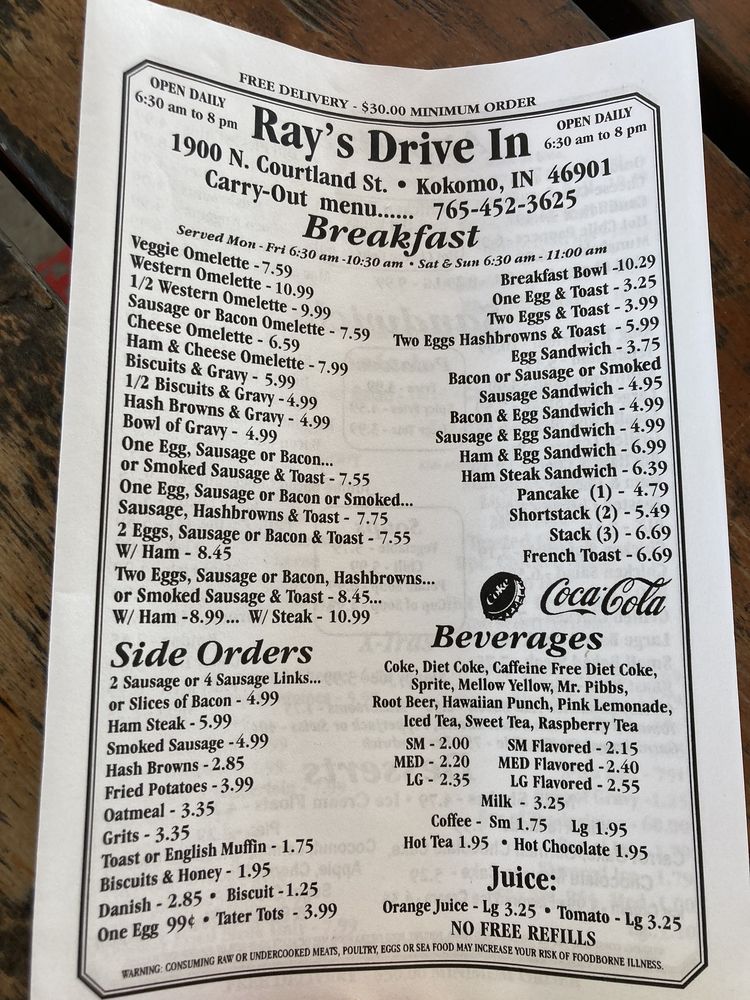 FREE DELIVERY - $30.00 MINIMUM ORDER
OPEN DAILY
6:30 am to 8 pm
Ray's Drive In
OPEN DAILY
6:30 am to 8 pm
1900 N. Courtland St. • Kokomo, IN 46901
Carry-Out menu...... 765-452-3625
Breakfast
Served Mon - Fri 6:30 am -10:30 am • Sat & Sun 6:30 am - 11:00 am
Veggie Omelette - 7.59
Western Omelette - 10.99
1/2 Western Omelette - 9.99
Sausage or Bacon Omelette - 7.59
Cheese Omelette - 6.59
Ham & Cheese Omelette - 7.99
Biscuits & Gravy - 5.99
1/2 Biscuits & Gravy - 4.99
Hash Browns & Gravy - 4.99
Bowl of Gravy - 4.99
One Egg, Sausage or Bacon...
or Smoked Sausage & Toast - 7.55
One Egg, Sausage or Bacon or Smoked...
Sausage, Hashbrowns & Toast - 7.75
2 Eggs, Sausage or Bacon & Toast - 7.55
W/ Ham - 8.45
Two Eggs, Sausage or Bacon, Hashbrowns...
or Smoked Sausage & Toast - 8.45...
W/ Ham -8.99... W/ Steak - 10.99
Breakfast Bowl -10.29
One Egg & Toast - 3.25
Two Eggs & Toast - 3.99
Two Eggs Hashbrowns & Toast - 5.99
Egg Sandwich - 3.75
Bacon or Sausage or Smoked
Sausage Sandwich - 4.95
Bacon & Egg Sandwich - 4.99
Sausage & Egg Sandwich - 4.99
Ham & Egg Sandwich - 6.99
Ham Steak Sandwich - 6.39
Pancake (1) - 4.79
Shortstack (2) - 5.49
Stack (3) - 6.69
French Toast - 6.69
Coke
Coca-Cola
Side Orders
2 Sausage or 4 Sausage Links...
or Slices of Bacon - 4.99
Ham Steak - 5.99
Smoked Sausage - 4.99
Hash Browns - 2.85
Fried Potatoes - 3.99
Oatmeal - 3.35
Grits - 3.35
Toast or English Muffin - 1.75
Biscuits & Honey - 1.95
Danish - 2.85 • Biscuit - 1.25
One Egg 99¢ • Tater Tots - 3.99
Beverages
Coke, Diet Coke, Caffeine Free Diet Coke,
Sprite, Mellow Yellow, Mr. Pibbs,
Root Beer, Hawaiian Punch, Pink Lemonade,
Iced Tea, Sweet Tea, Raspberry Tea
SM - 2.00 SM Flavored - 2.15
MED - 2.20 MED Flavored - 2.40
LG - 2.35 LG Flavored - 2.55
Milk - 3.25
Coffee - Sm 1.75 Lg 1.95
Hot Tea 1.95 • Hot Chocolate 1.95
Juice:
Orange Juice - Lg 3.25 • Tomato - Lg 3.25
NO FREE REFILLS
WARNING: CONSUMING RAW OR UNDERCOOKED MEATS, POULTRY, EGGS OR SEA FOOD MAY INCREASE YOUR RISK OF FOODBORNE ILLNESS.